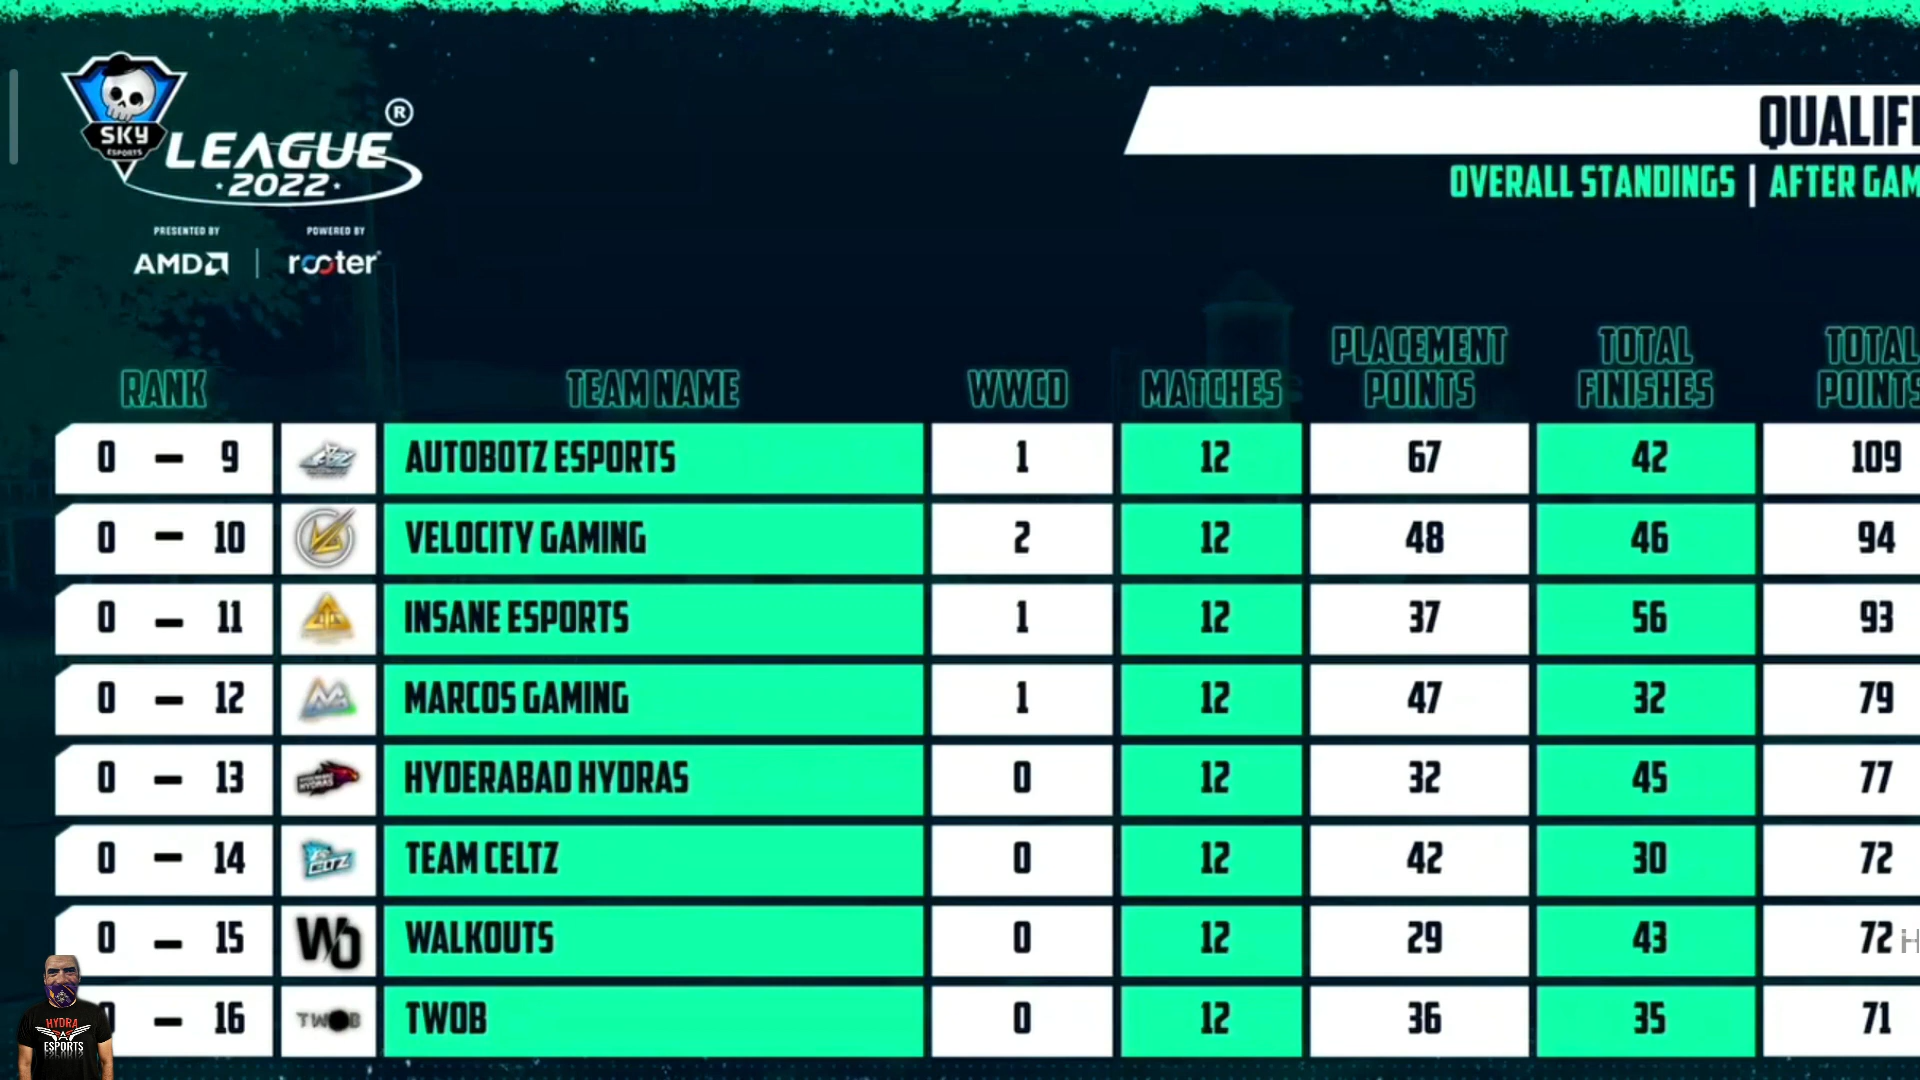 SKY
ESPORTS
LEAGUE
®
2022
PRESENTED BY
POWERED BY
AMD
rooter
QUALIF
OVERALL STANDINGS | AFTER GAM
RANK TEAM NAME WWCD MATCHES PLACEMENT POINTS TOTAL FINISHES TOTAL POINTS
0 – 9 AUTOBOTZ ESPORTS 1 12 67 42 109
0 – 10 VELOCITY GAMING 2 12 48 46 94
0 – 11 INSANE ESPORTS 1 12 37 56 93
0 – 12 MARCOS GAMING 1 12 47 32 79
0 – 13 HYDERABAD HYDRAS 0 12 32 45 77
0 – 14 CELTZ TEAM CELTZ 0 12 42 30 72
0 – 15 WO WALKOUTS 0 12 29 43 72 H
0 – 16 TWOB TWOB 0 12 36 35 71
HYDRA
ESPORTS